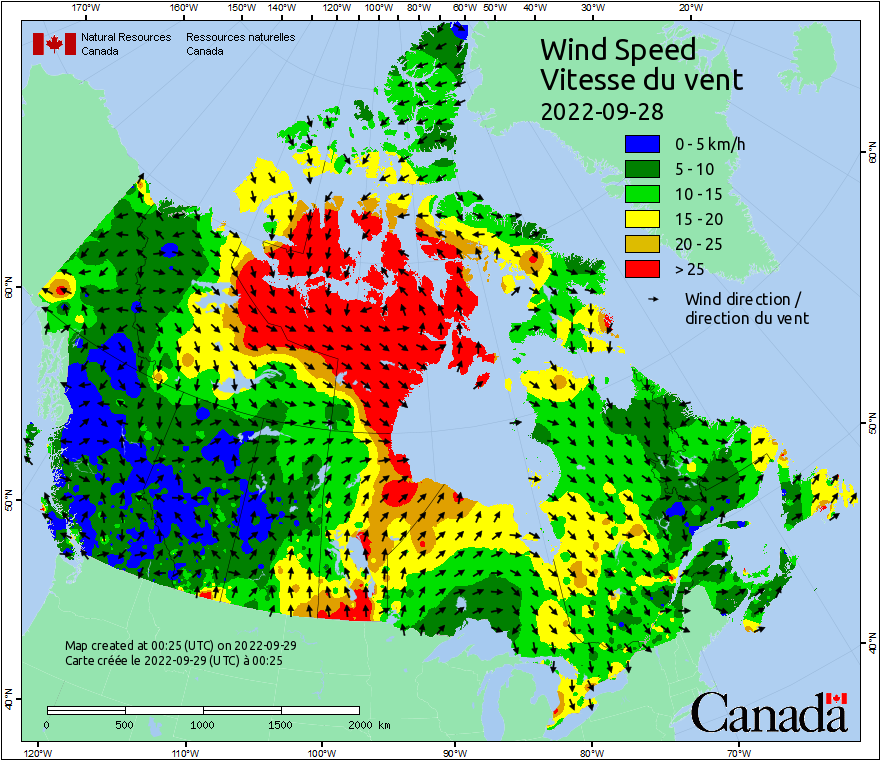 170°W 160°W 150°W 140°W 120°W 100°W 80°W 60°W 50°W 40°W 30°W 20°W
Natural Resources Ressources naturelles
Canada Canada
Wind Speed
Vitesse du vent
2022-09-28
0 - 5 km/h
5 - 10
10 - 15
15 - 20
20 - 25
> 25
Wind direction /
direction du vent
60°N
60°N
50°N
50°N
40°N
40°N
Map created at 00:25 (UTC) on 2022-09-29
Carte créée le 2022-09-29 (UTC) à 00:25
0 500 1000 1500 2000 km
Canada
120°W 110°W 100°W 90°W 80°W 70°W